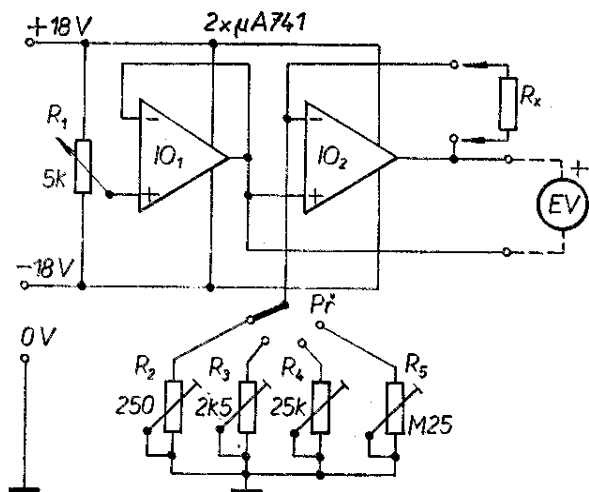 +18V
2xμA741
R1
5k
-
+
IO1
-
+
IO2
Rx
+
EV
-18V
0V
Př
R2
250
R3
2k5
R4
25k
R5
M25